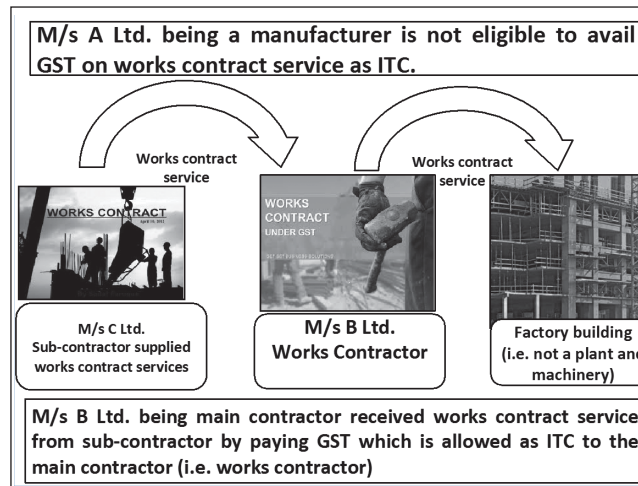 M/s A Ltd. being a manufacturer is not eligible to avail
GST on works contract service as ITC.
Works contract
service
Works contract
service
WORKS CONTRACT
WORKS
CONTRACT
UNDER GST
M/s C Ltd.
Sub-contractor supplied
works contract services
M/s B Ltd.
Works Contractor
Factory building
(i.e. not a plant and
machinery)
M/s B Ltd. being main contractor received works contract service
from sub-contractor by paying GST which is allowed as ITC to the
main contractor (i.e. works contractor)